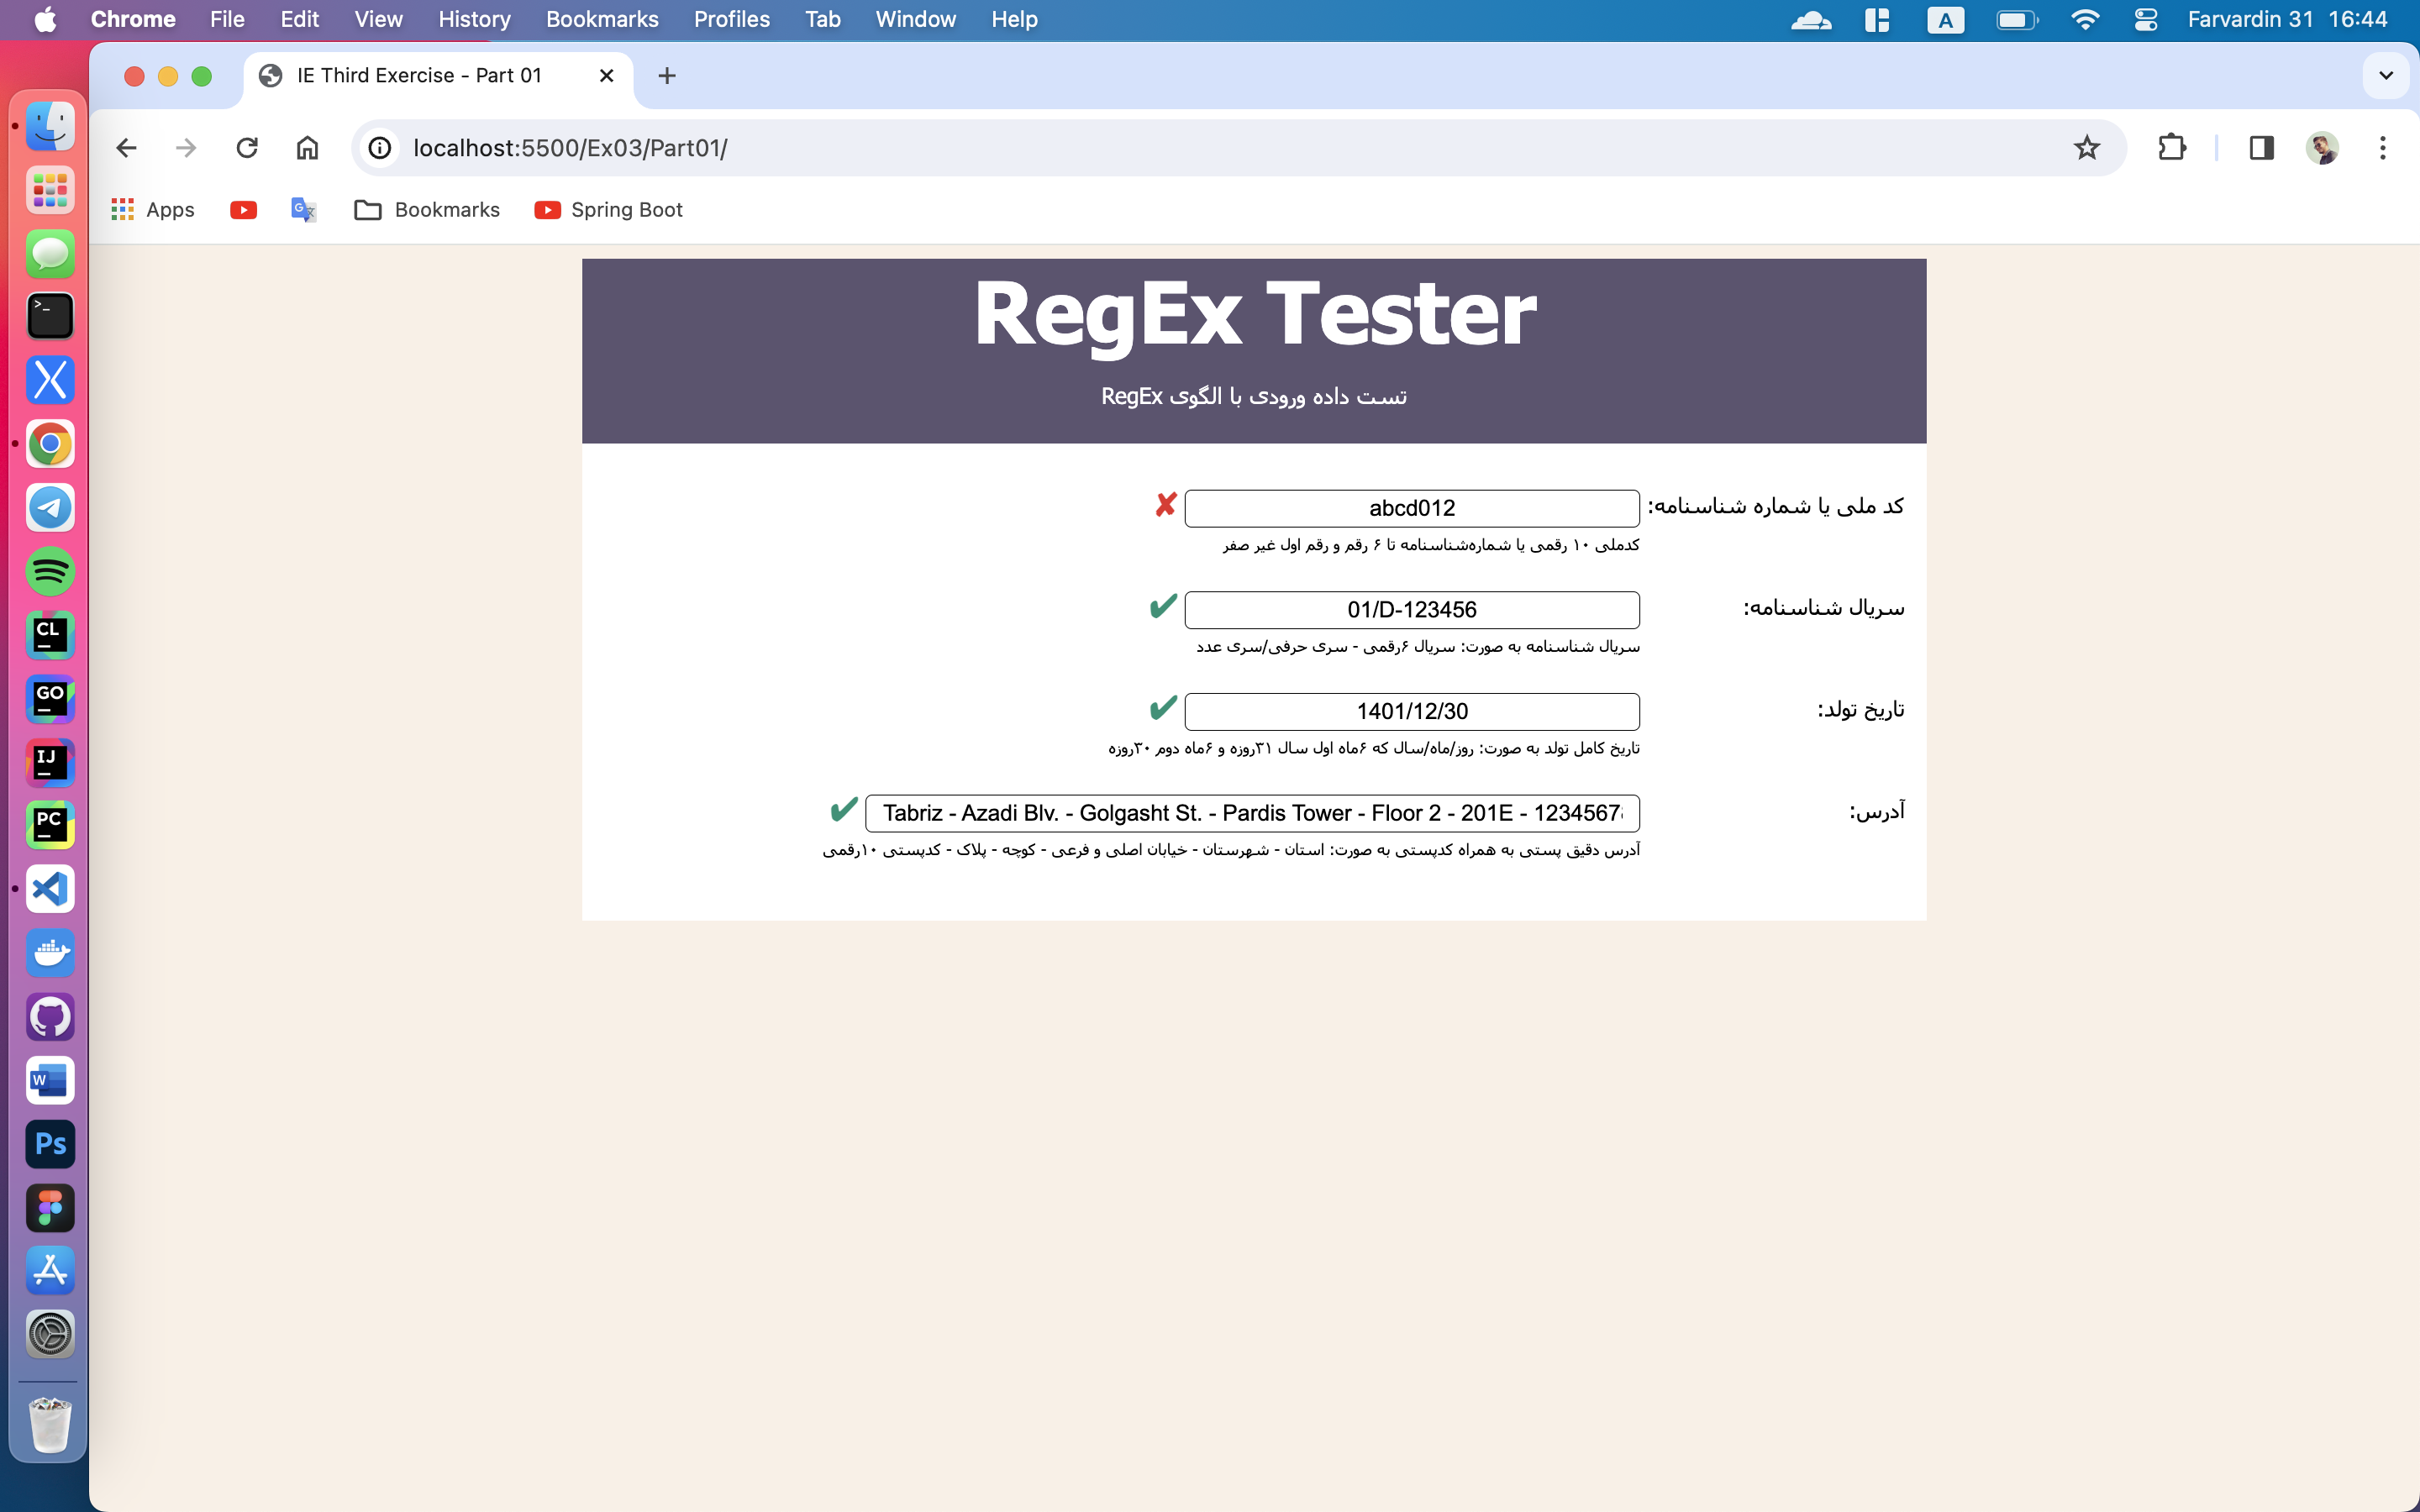 Chrome File Edit View History Bookmarks Profiles Tab Window Help A Farvardin 31 16:44
IE Third Exercise - Part 01
localhost:5500/Ex03/Part01/
Apps Bookmarks Spring Boot
RegEx Tester
تست داده ورودی با الگوی RegEx
کد ملی یا شماره شناسنامه: abcd012 ✘
کدملی ۱۰ رقمی یا شماره‌شناسنامه تا ۶ رقم و رقم اول غیر صفر
سریال شناسنامه: 01/D-123456 ✔
سریال شناسنامه به صورت: سریال ۶رقمی - سری حرفی/سری عدد
تاریخ تولد: 1401/12/30 ✔
تاریخ کامل تولد به صورت: روز/ماه/سال که ۶ماه اول سال ۳۱روزه و ۶ماه دوم ۳۰روزه
آدرس: Tabriz - Azadi Blv. - Golgasht St. - Pardis Tower - Floor 2 - 201E - 1234567 ✔
آدرس دقیق پستی به همراه کدپستی به صورت: استان - شهرستان - خیابان اصلی و فرعی - کوچه - پلاک - کدپستی ۱۰رقمی
>_
CL
GO
IJ
PC
W
Ps